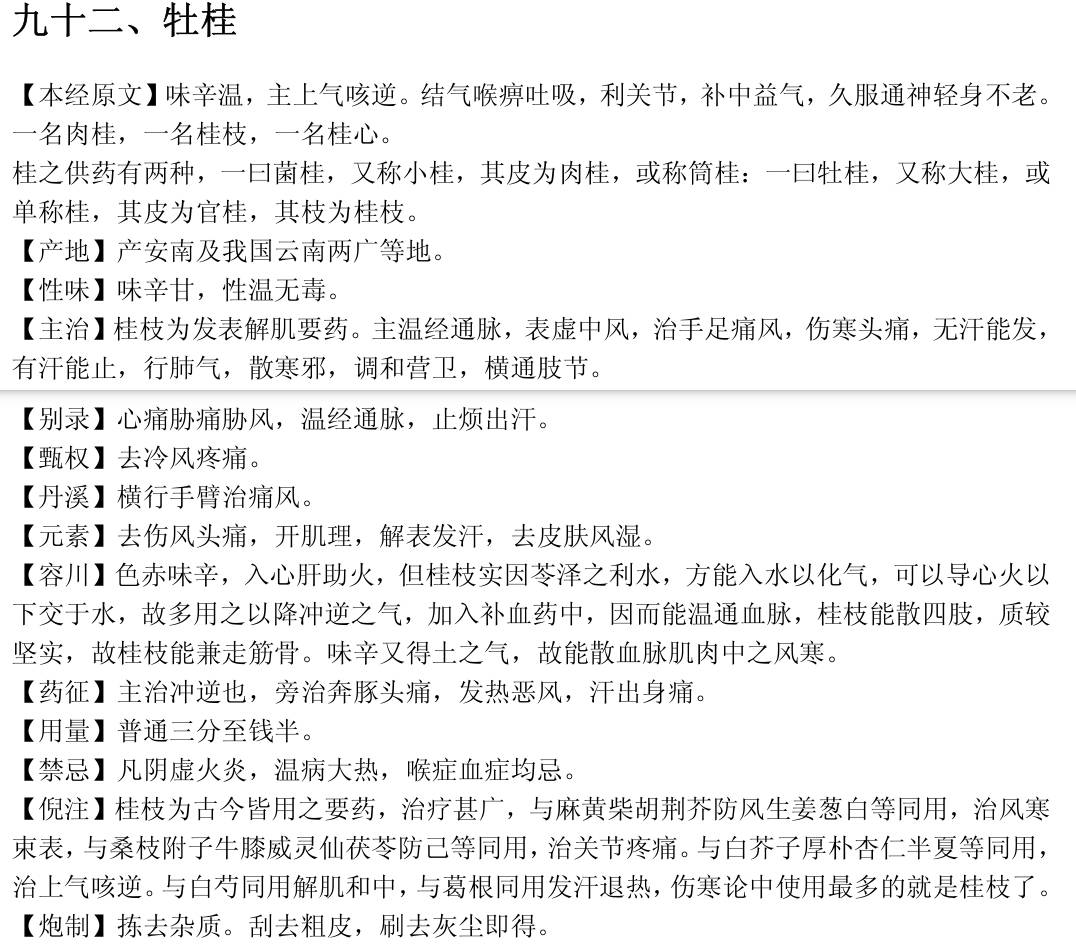 九十二、牡桂
【本经原文】味辛温，主上气咳逆。结气喉痹吐吸，利关节，补中益气，久服通神轻身不老。
一名肉桂，一名桂枝，一名桂心。
桂之供药有两种，一曰菌桂，又称小桂，其皮为肉桂，或称筒桂：一曰牡桂，又称大桂，或
单称桂，其皮为官桂，其枝为桂枝。
【产地】产安南及我国云南两广等地。
【性味】味辛甘，性温无毒。
【主治】桂枝为发表解肌要药。主温经通脉，表虚中风，治手足痛风，伤寒头痛，无汗能发，
有汗能止，行肺气，散寒邪，调和营卫，横通肢节。
【别录】心痛胁痛胁风，温经通脉，止烦出汗。
【甄权】去冷风疼痛。
【丹溪】横行手臂治痛风。
【元素】去伤风头痛，开肌理，解表发汗，去皮肤风湿。
【容川】色赤味辛，入心肝助火，但桂枝实因苓泽之利水，方能入水以化气，可以导心火以
下交于水，故多用之以降冲逆之气，加入补血药中，因而能温通血脉，桂枝能散四肢，质较
坚实，故桂枝能兼走筋骨。味辛又得土之气，故能散血脉肌肉中之风寒。
【药征】主治冲逆也，旁治奔豚头痛，发热恶风，汗出身痛。
【用量】普通三分至钱半。
【禁忌】凡阴虚火炎，温病大热，喉症血症均忌。
【倪注】桂枝为古今皆用之要药，治疗甚广，与麻黄柴胡荆芥防风生姜葱白等同用，治风寒
束表，与桑枝附子牛膝威灵仙茯苓防己等同用，治关节疼痛。与白芥子厚朴杏仁半夏等同用，
治上气咳逆。与白芍同用解肌和中，与葛根同用发汗退热，伤寒论中使用最多的就是桂枝了。
【炮制】拣去杂质。刮去粗皮，刷去灰尘即得。